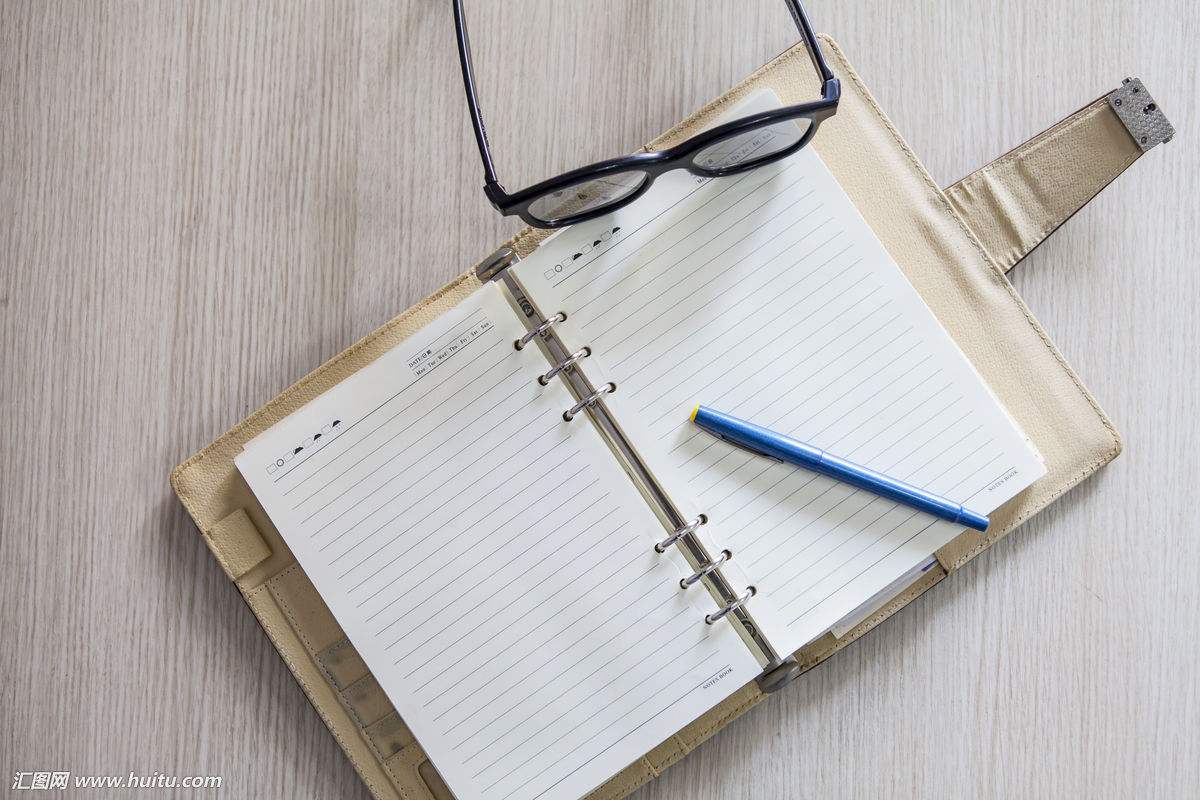 DATE/日期
Mon Tue Wed Thu Fri Sat Sun
NOTES BOOK
NOTES BOOK
汇图网 www.huitu.com